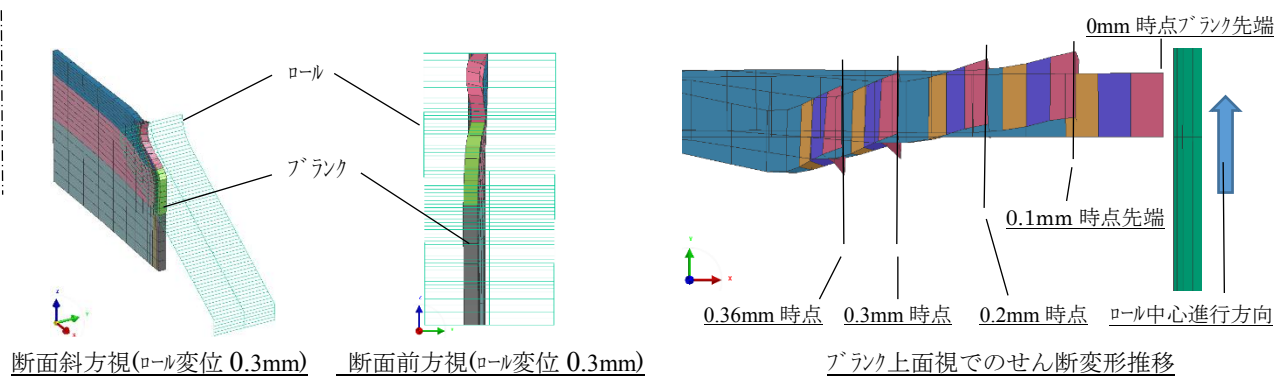 ﾛｰﾙ
ﾌﾞﾗﾝｸ
断面斜方視(ﾛｰﾙ変位 0.3mm)
断面前方視(ﾛｰﾙ変位 0.3mm)
0mm 時点ﾌﾞﾗﾝｸ先端
0.1mm 時点先端
0.36mm 時点
0.3mm 時点
0.2mm 時点
ﾛｰﾙ中心進行方向
ﾌﾞﾗﾝｸ上面視でのせん断変形推移